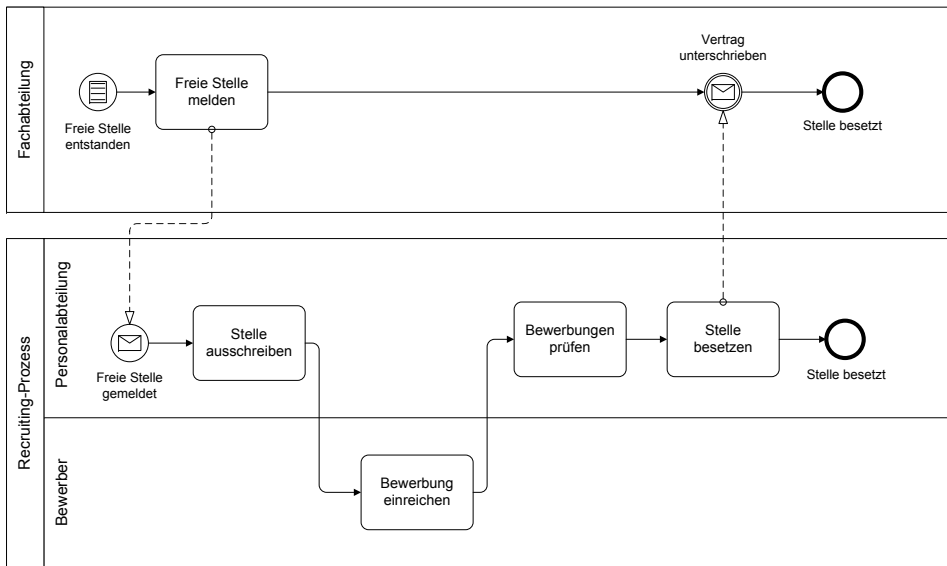 Fachabteilung
Freie Stelle
entstanden
Freie Stelle
melden
Vertrag
unterschrieben
Stelle besetzt
Recruiting-Prozess
Personalabteilung
Freie Stelle
gemeldet
Stelle
ausschreiben
Bewerbungen
prüfen
Stelle
besetzen
Stelle besetzt
Bewerber
Bewerbung
einreichen